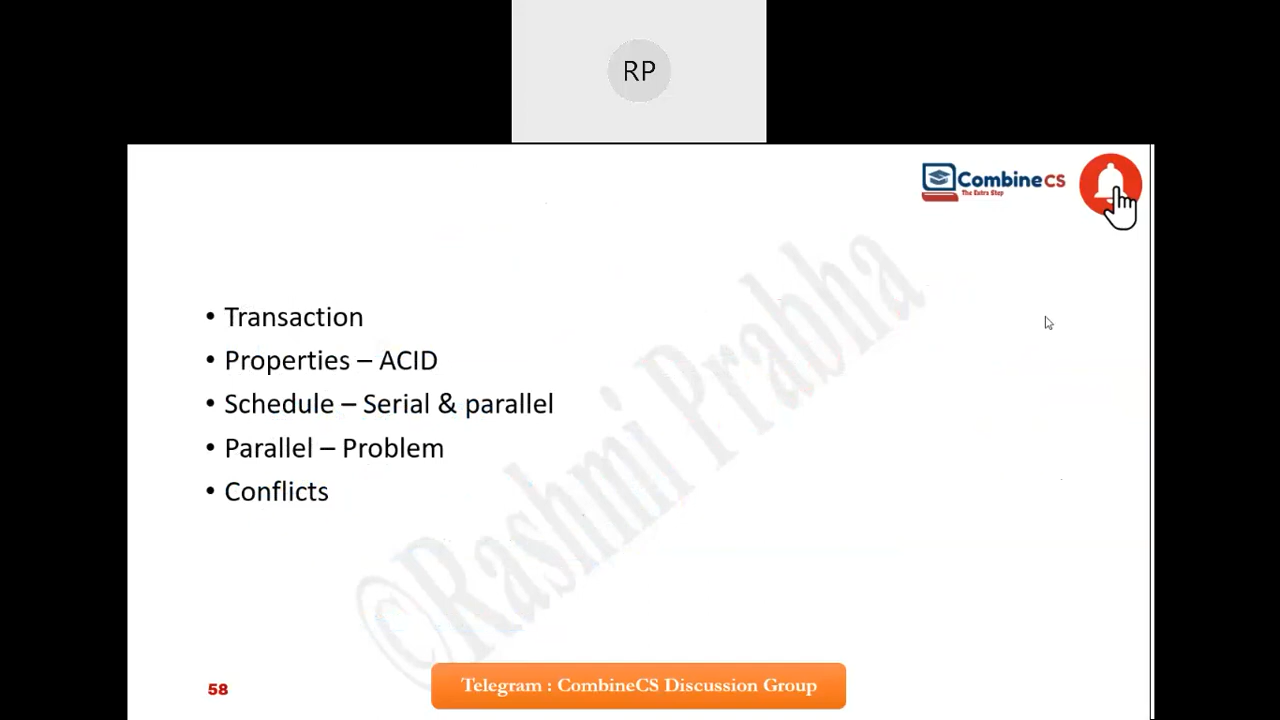 RP
CombineCS
The Extra Step
• Transaction
• Properties – ACID
• Schedule – Serial & parallel
• Parallel – Problem
• Conflicts
©Rashmi Prabha
58
Telegram : CombineCS Discussion Group